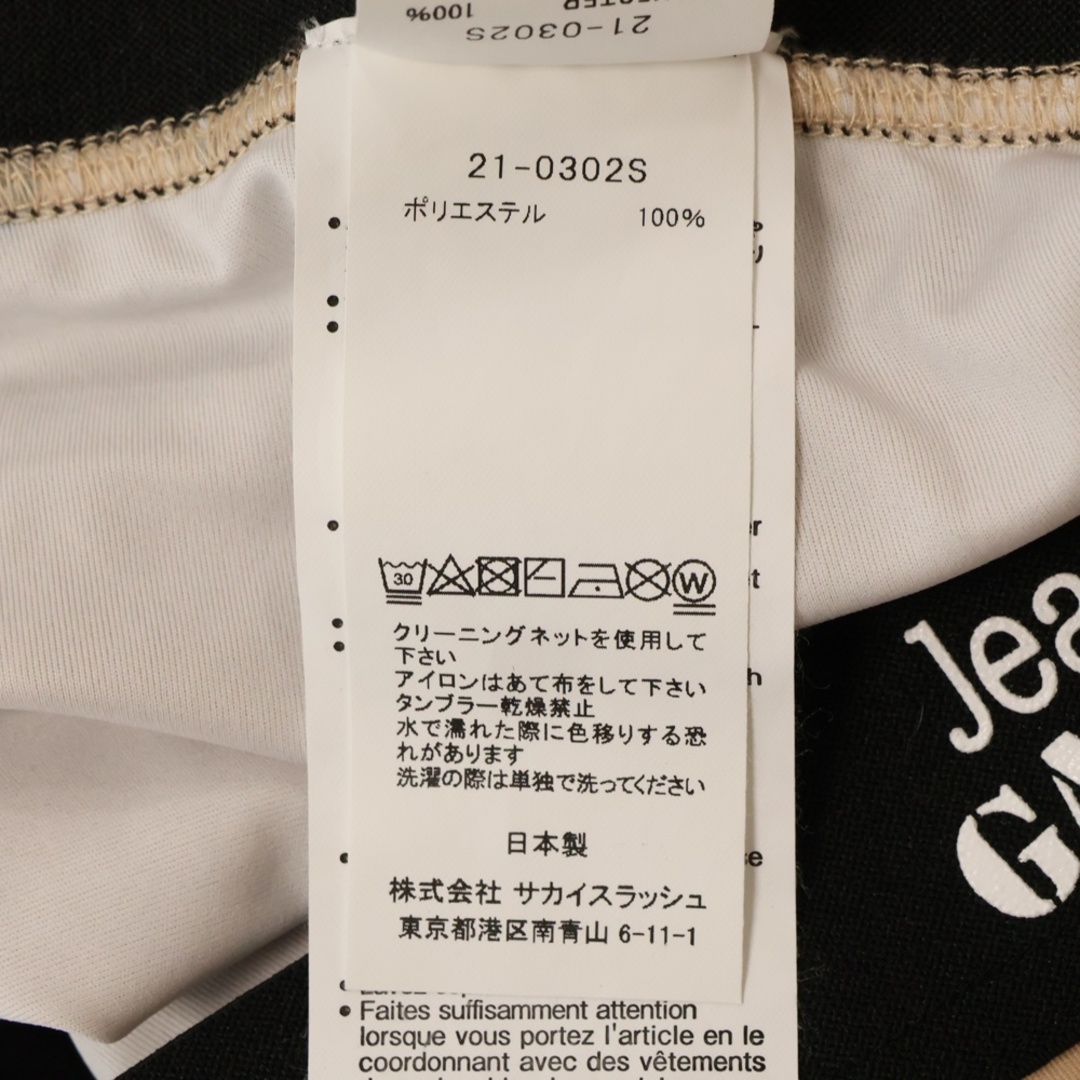 100%
21-0302S
21-0302S
ポリエステル 100%
30
W
クリーニングネットを使用して
下さい
アイロンはあて布をして下さい
タンブラー乾燥禁止
水で濡れた際に色移りする恐
れがあります
洗濯の際は単独で洗ってください
日本製
株式会社 サカイスラッシュ
東京都港区南青山 6-11-1
• Faites suffisamment attention
lorsque vous portez l'article en le
coordonnant avec des vêtements
Jea
GA